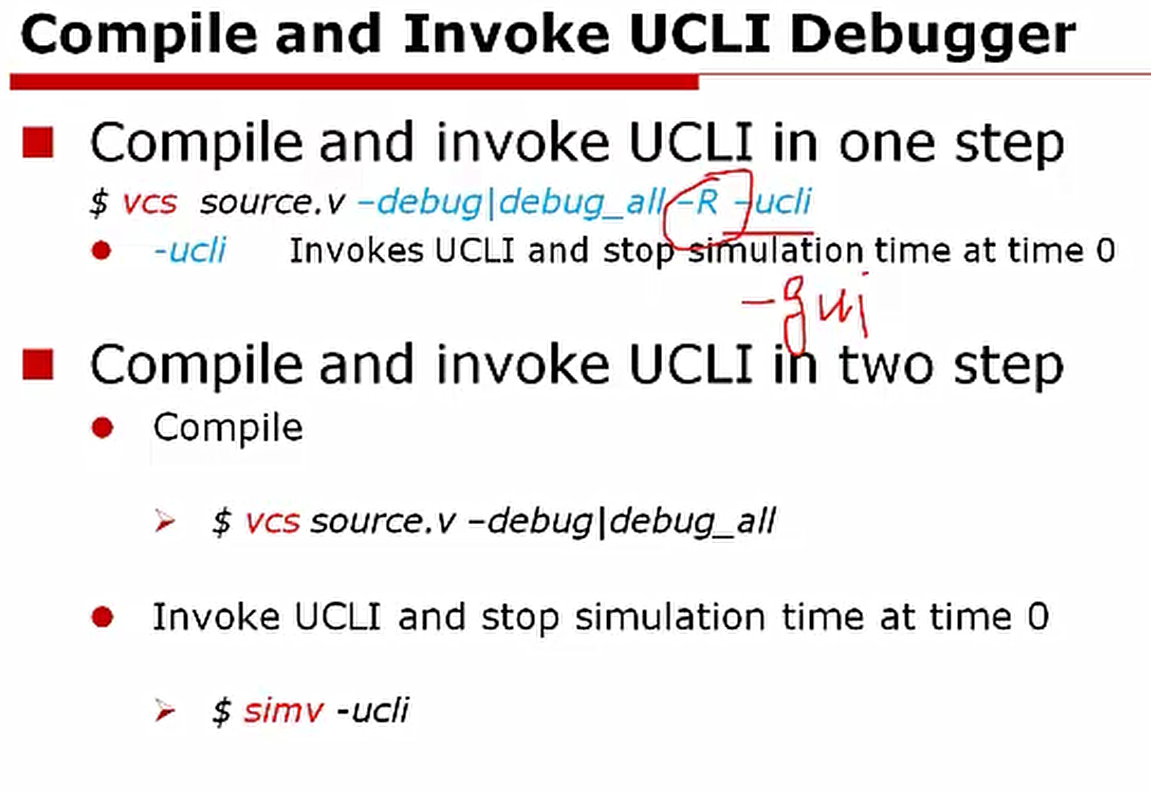 Compile and Invoke UCLI Debugger
Compile and invoke UCLI in one step
$ vcs source.v –debug|debug_all –R -ucli
-ucli Invokes UCLI and stop simulation time at time 0
-gui
Compile and invoke UCLI in two step
Compile
$ vcs source.v –debug|debug_all
Invoke UCLI and stop simulation time at time 0
$ simv -ucli